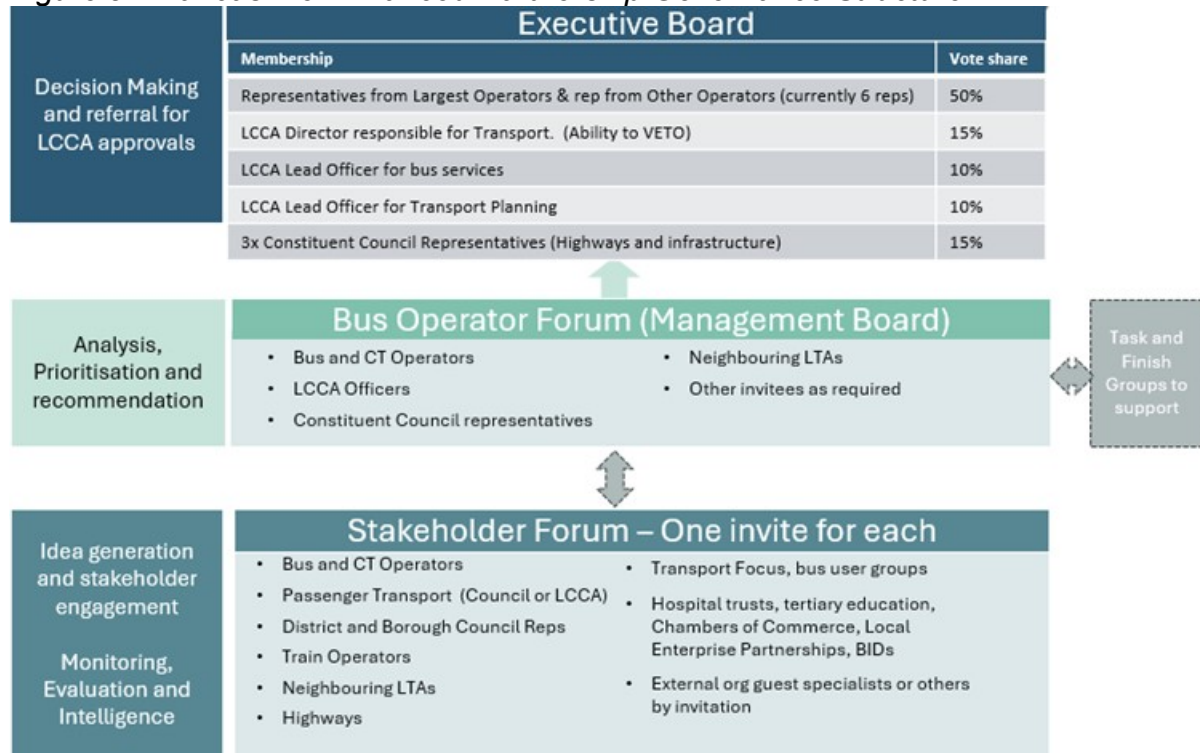 Executive Board
Decision Making
and referral for
LCCA approvals
Membership Vote share
Representatives from Largest Operators & rep from Other Operators (currently 6 reps) 50%
LCCA Director responsible for Transport. (Ability to VETO) 15%
LCCA Lead Officer for bus services 10%
LCCA Lead Officer for Transport Planning 10%
3x Constituent Council Representatives (Highways and infrastructure) 15%
Analysis,
Prioritisation and
recommendation
Bus Operator Forum (Management Board)
• Bus and CT Operators
• LCCA Officers
• Constituent Council representatives
• Neighbouring LTAs
• Other invitees as required
Task and
Finish
Groups to
support
Idea generation
and stakeholder
engagement
Monitoring,
Evaluation and
Intelligence
Stakeholder Forum – One invite for each
• Bus and CT Operators
• Passenger Transport (Council or LCCA)
• District and Borough Council Reps
• Train Operators
• Neighbouring LTAs
• Highways
• Transport Focus, bus user groups
• Hospital trusts, tertiary education,
Chambers of Commerce, Local
Enterprise Partnerships, BIDs
• External org guest specialists or others
by invitation